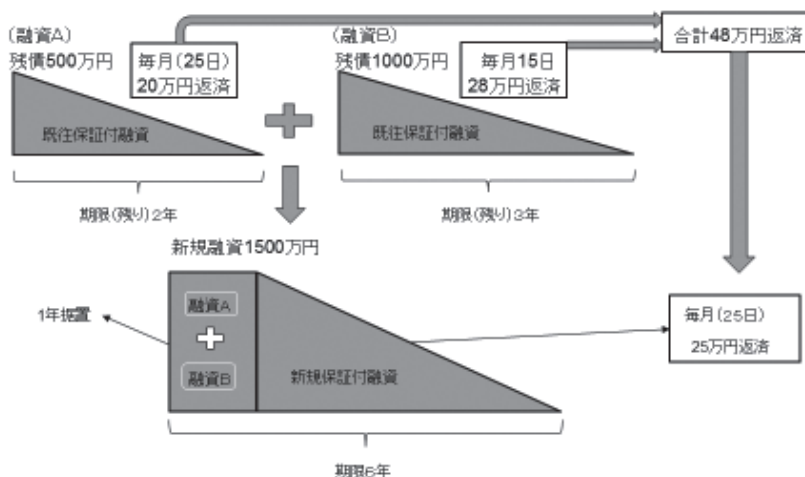 (融資A)
残債500万円
毎月(25日)
20万円返済
(融資B)
残債1000万円
毎月15日
28万円返済
合計48万円返済
既往保証付融資
既往保証付融資
期限(残り)2年
期限(残り)3年
新規融資1500万円
1年据置
融資A
融資B
新規保証付融資
毎月(25日)
25万円返済
期限6年